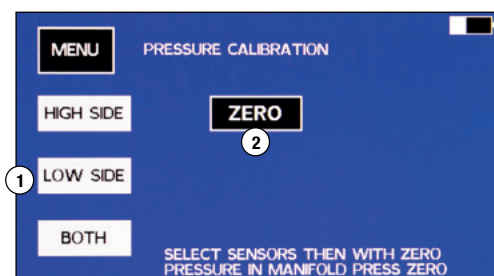 MENU PRESSURE CALIBRATION
HIGH SIDE ZERO
2
1 LOW SIDE
BOTH
SELECT SENSORS THEN WITH ZERO
PRESSURE IN MANIFOLD PRESS ZERO